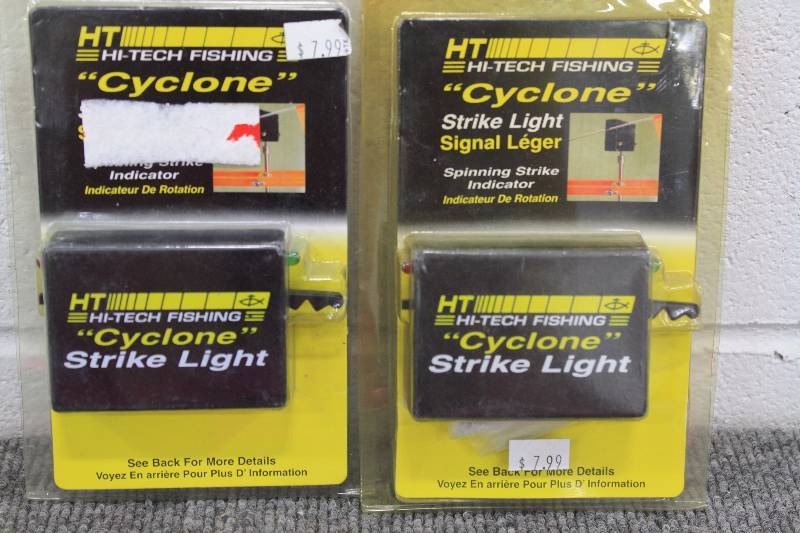 HT
HI-TECH FISHING
$ 7.99
"Cyclone"
Spinning Strike
Indicator
Indicateur De Rotation
HT
HI-TECH FISHING
"Cyclone"
Strike Light
See Back For More Details
Voyez En arrière Pour Plus D' Information
HT
HI-TECH FISHING
"Cyclone"
Strike Light
Signal Léger
Spinning Strike
Indicator
Indicateur De Rotation
HT
HI-TECH FISHING
"Cyclone"
Strike Light
$ 7.99
See Back For More Details
Voyez En arrière Pour Plus D' Information